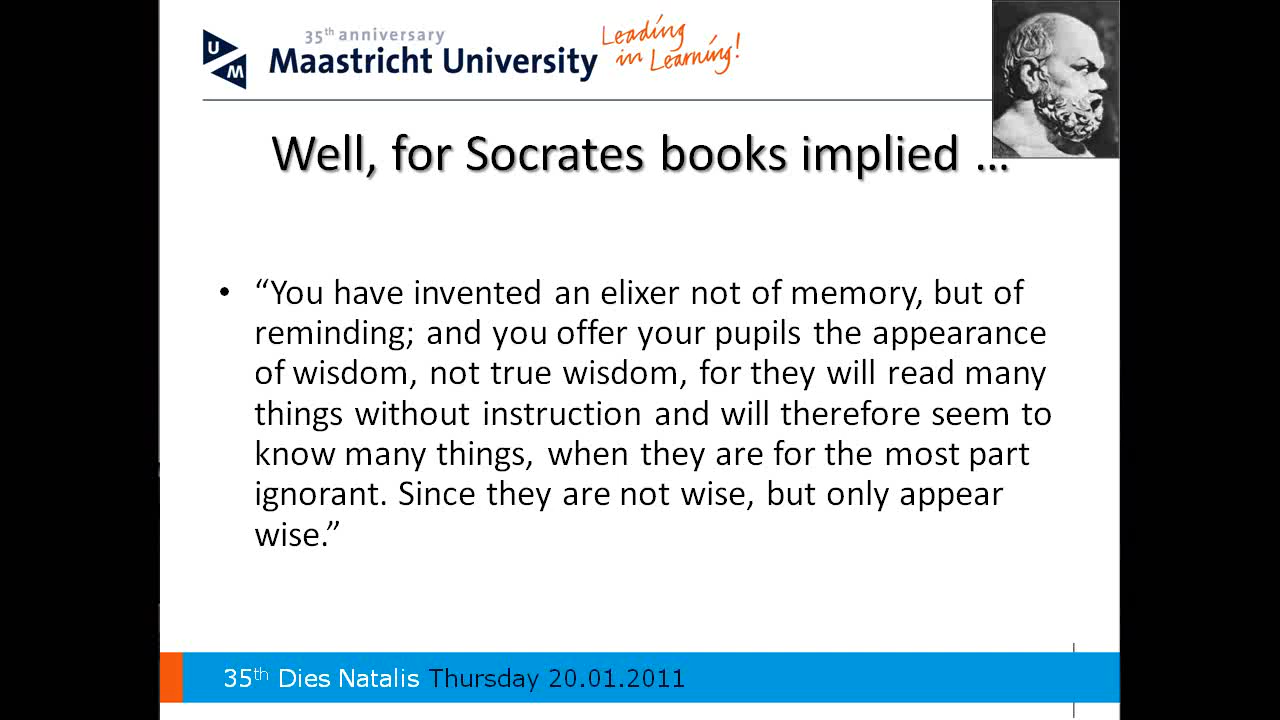 35th anniversary
Maastricht University
Leading
in Learning!
U
M
Well, for Socrates books implied ...
• “You have invented an elixer not of memory, but of
reminding; and you offer your pupils the appearance
of wisdom, not true wisdom, for they will read many
things without instruction and will therefore seem to
know many things, when they are for the most part
ignorant. Since they are not wise, but only appear
wise.”
35th Dies Natalis Thursday 20.01.2011